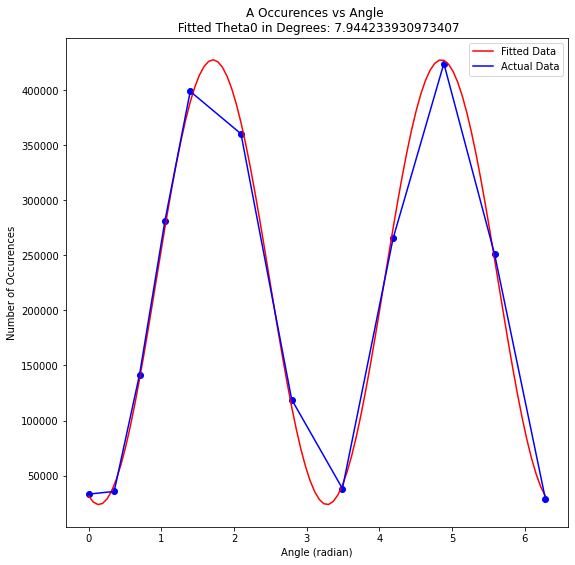 A Occurences vs Angle
Fitted Theta0 in Degrees: 7.944233930973407
Fitted Data
Actual Data
400000
350000
300000
250000
200000
150000
100000
50000
Number of Occurences
0 1 2 3 4 5 6
Angle (radian)